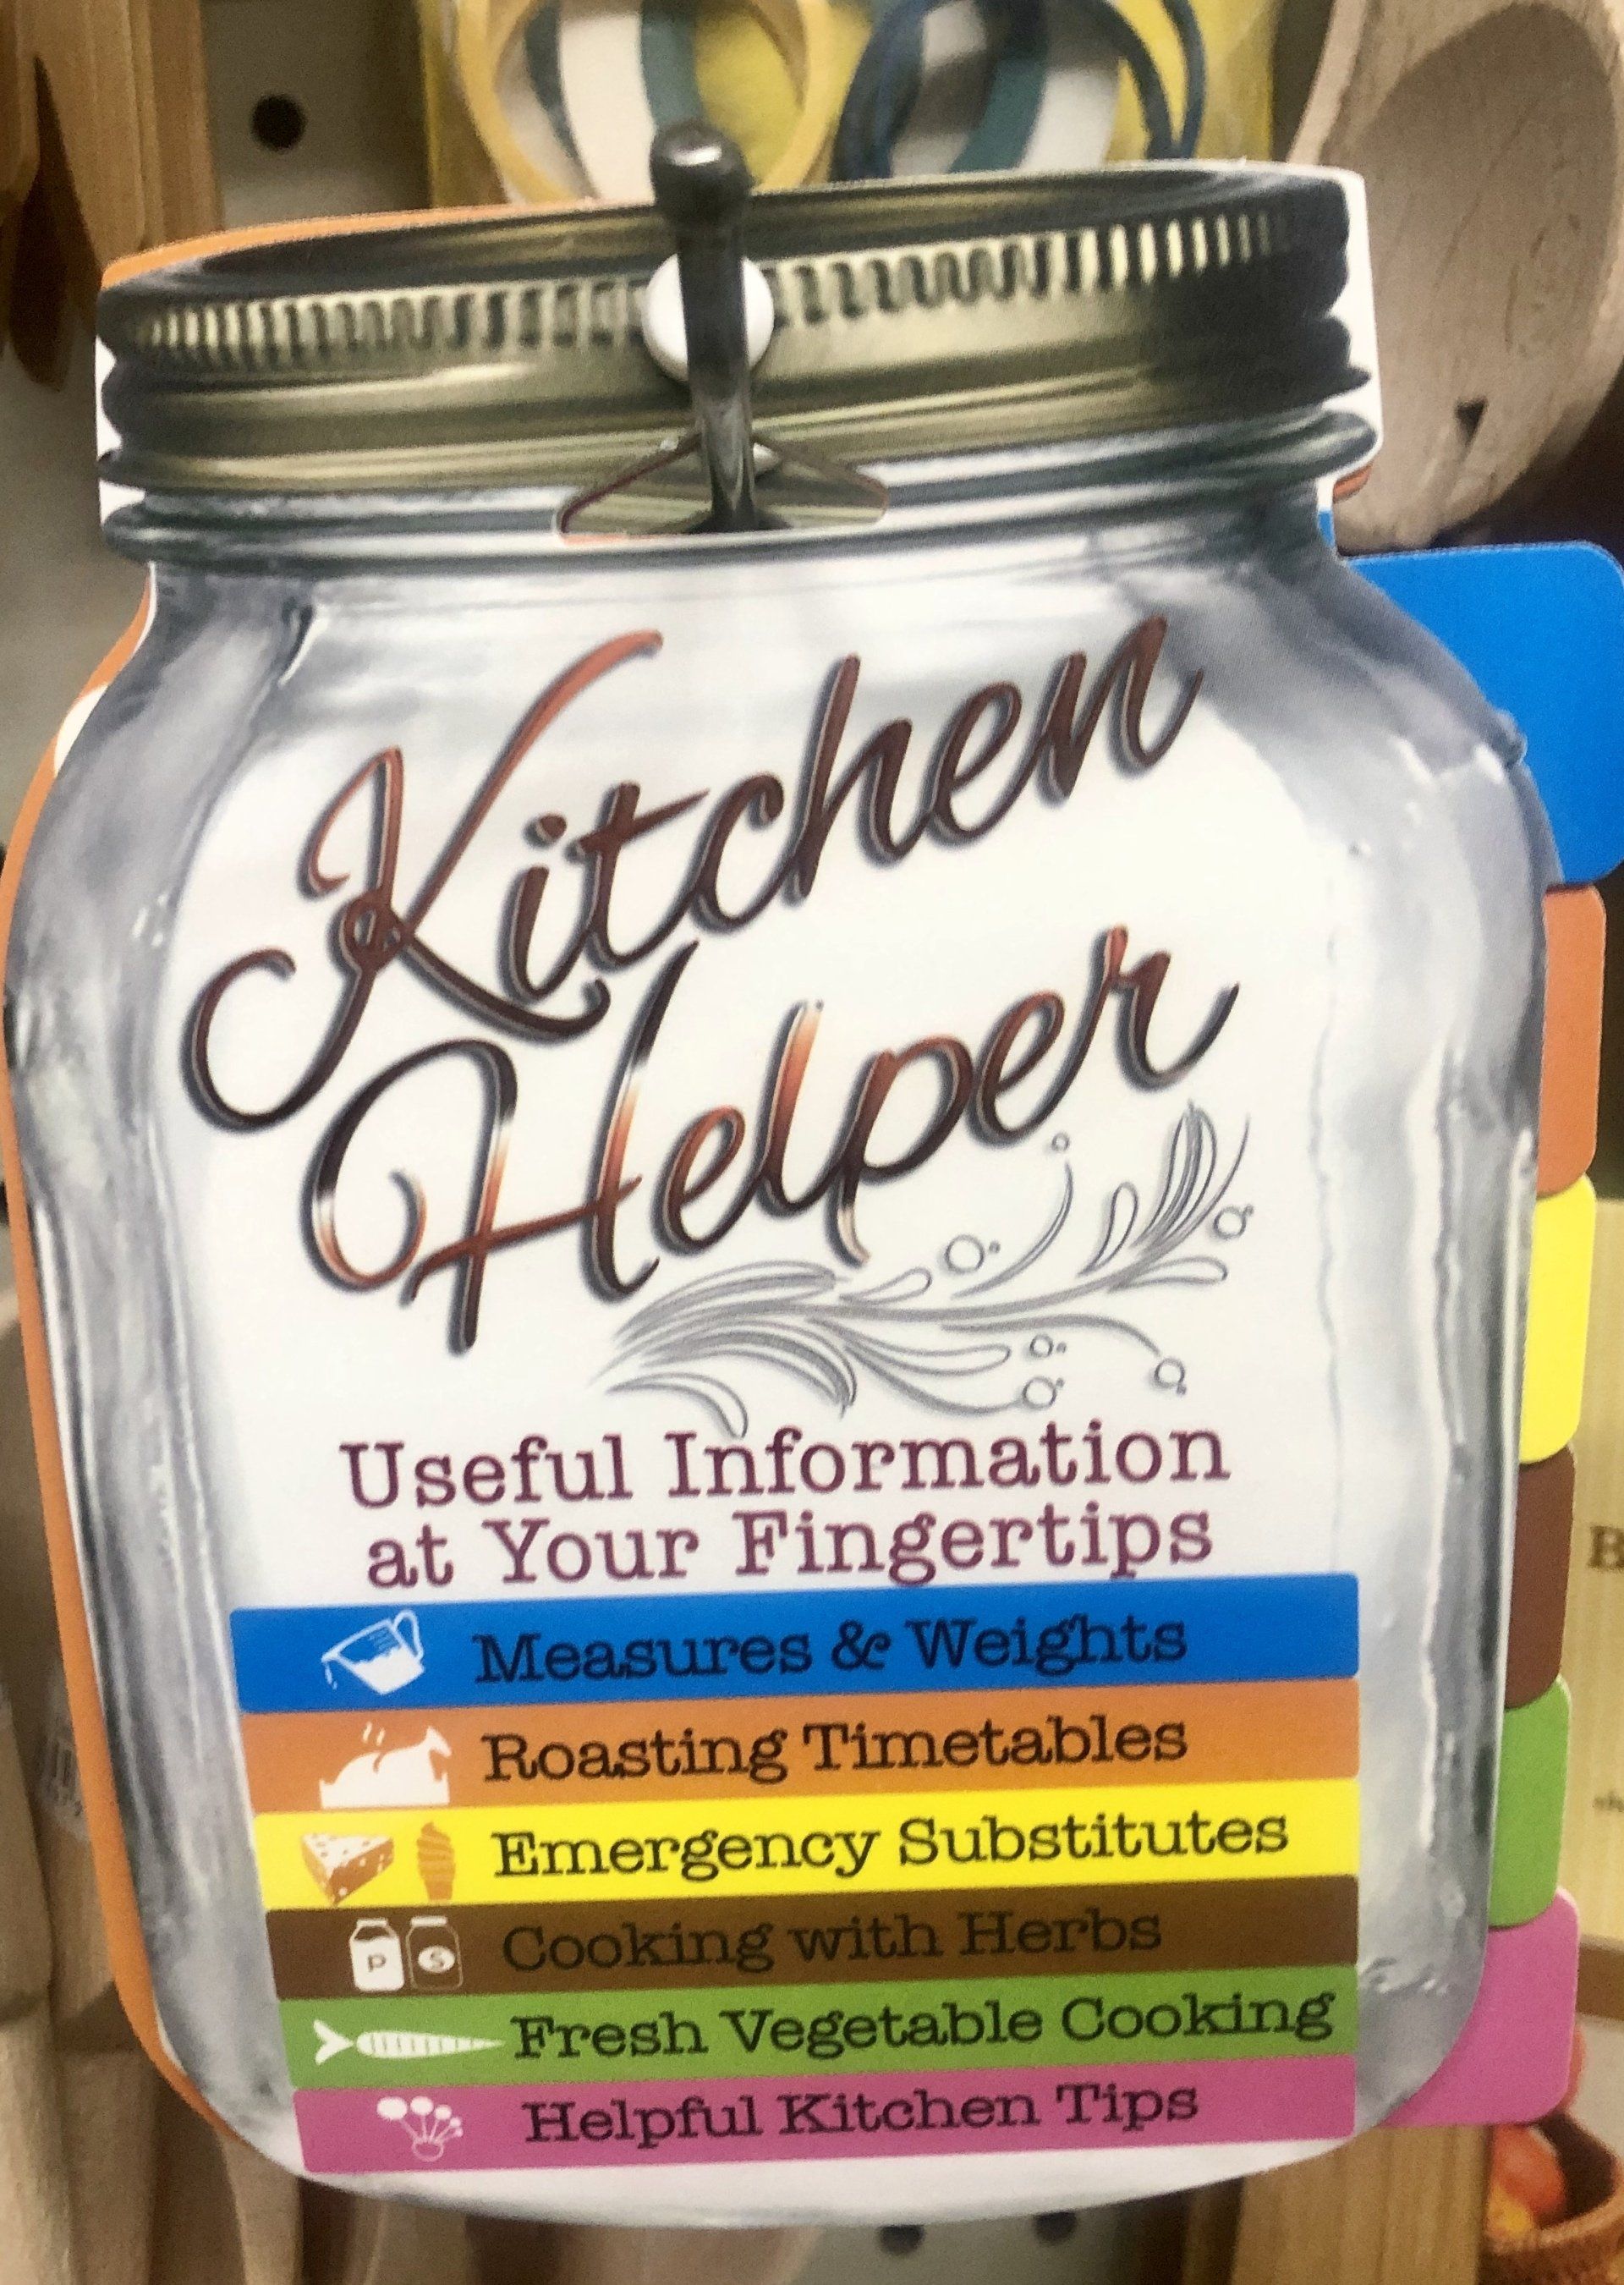 Kitchen
Helper
Useful Information
at Your Fingertips
Measures & Weights
Roasting Timetables
Emergency Substitutes
P S
Cooking with Herbs
Fresh Vegetable Cooking
Helpful Kitchen Tips